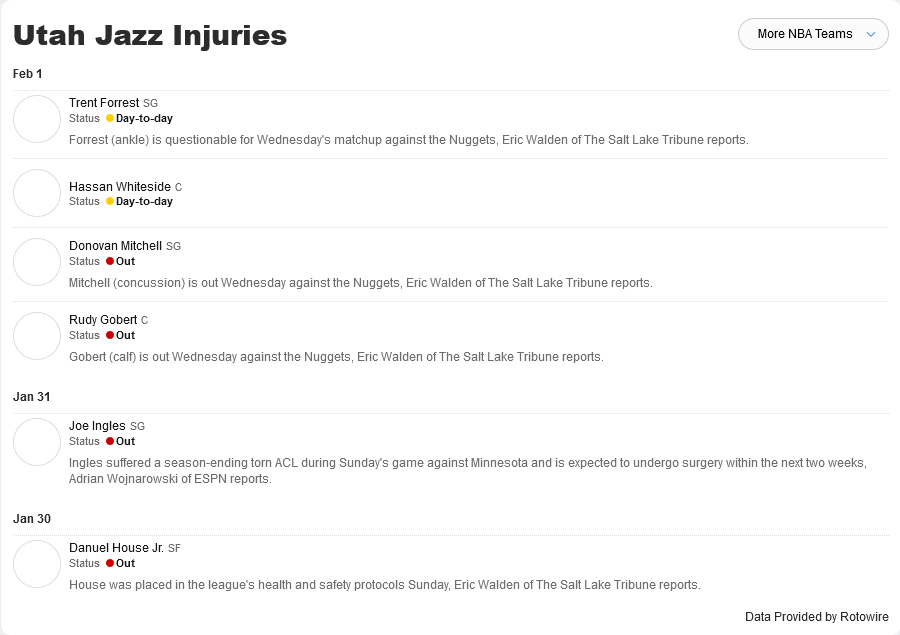 Utah Jazz Injuries
More NBA Teams
Feb 1
Trent Forrest SG
Status Day-to-day
Forrest (ankle) is questionable for Wednesday's matchup against the Nuggets, Eric Walden of The Salt Lake Tribune reports.
Hassan Whiteside C
Status Day-to-day
Donovan Mitchell SG
Status Out
Mitchell (concussion) is out Wednesday against the Nuggets, Eric Walden of The Salt Lake Tribune reports.
Rudy Gobert C
Status Out
Gobert (calf) is out Wednesday against the Nuggets, Eric Walden of The Salt Lake Tribune reports.
Jan 31
Joe Ingles SG
Status Out
Ingles suffered a season-ending torn ACL during Sunday's game against Minnesota and is expected to undergo surgery within the next two weeks,
Adrian Wojnarowski of ESPN reports.
Jan 30
Danuel House Jr. SF
Status Out
House was placed in the league's health and safety protocols Sunday, Eric Walden of The Salt Lake Tribune reports.
Data Provided by Rotowire